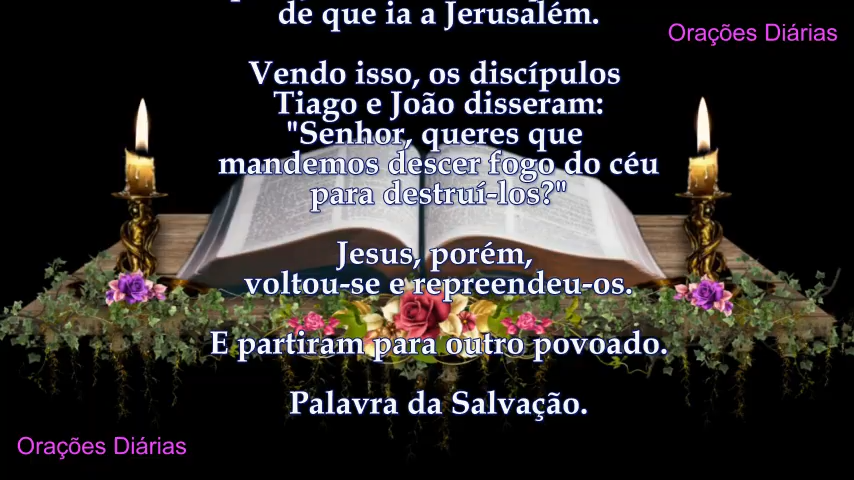 de que ia a Jerusalém.
Orações Diárias
Vendo isso, os discípulos
Tiago e João disseram:
"Senhor, queres que
mandemos descer fogo do céu
para destruí-los?"
Jesus, porém,
voltou-se e repreendeu-os.
E partiram para outro povoado.
Palavra da Salvação.
Orações Diárias